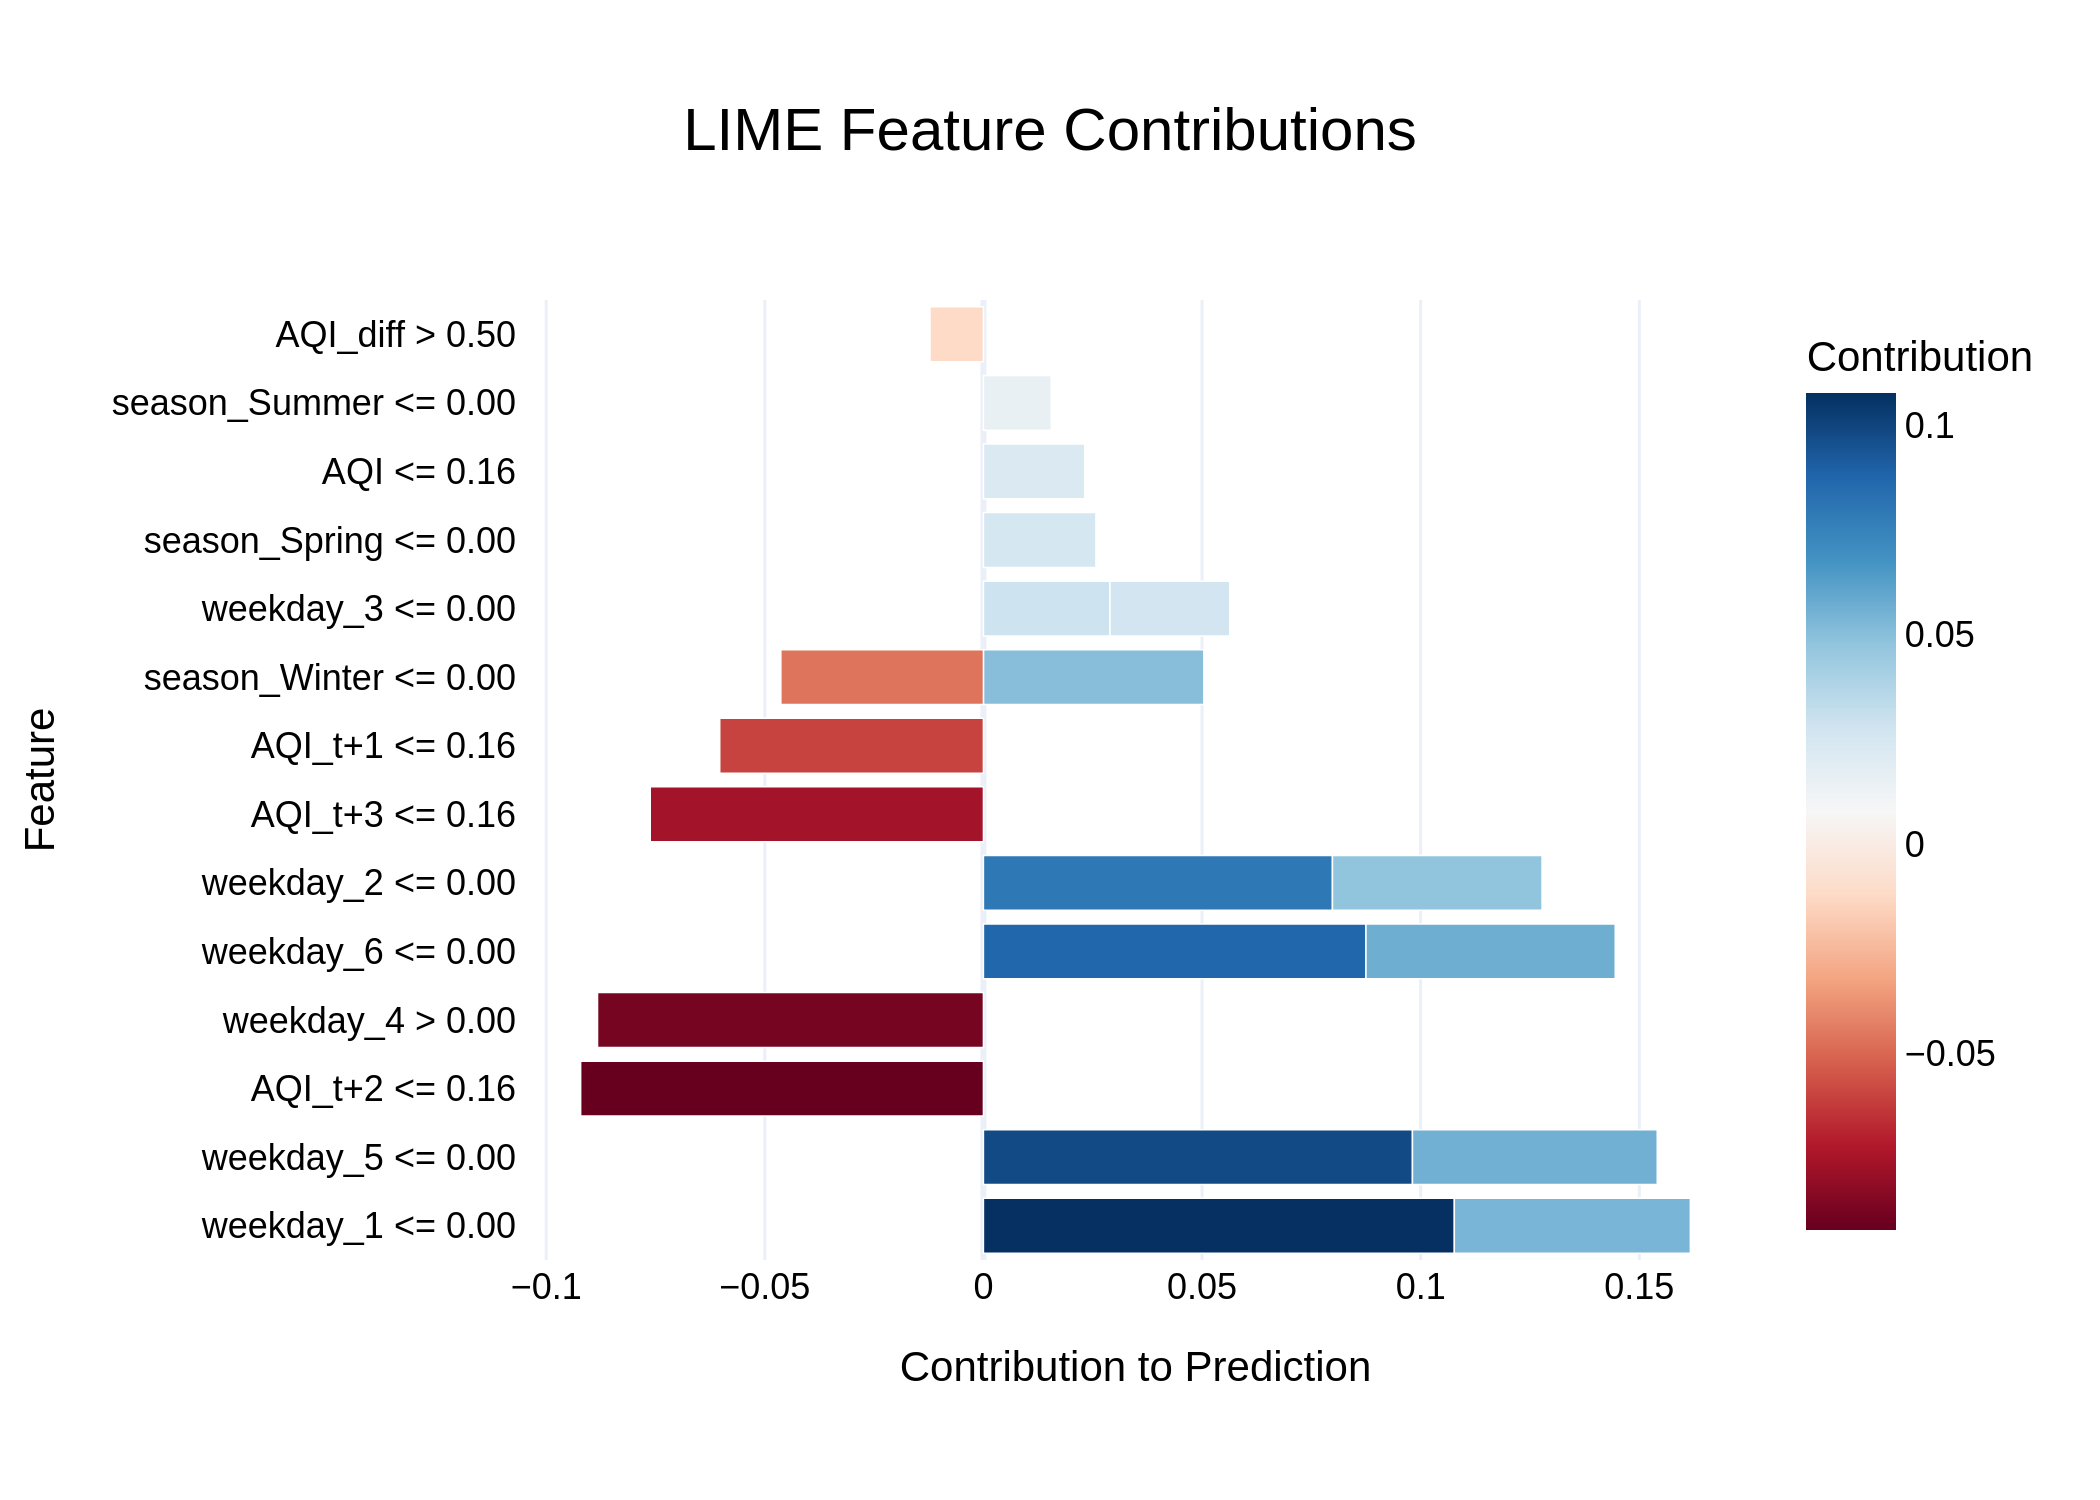 LIME Feature Contributions
AQI_diff > 0.50
season_Summer <= 0.00
AQI <= 0.16
season_Spring <= 0.00
weekday_3 <= 0.00
season_Winter <= 0.00
AQI_t+1 <= 0.16
AQI_t+3 <= 0.16
weekday_2 <= 0.00
weekday_6 <= 0.00
weekday_4 > 0.00
AQI_t+2 <= 0.16
weekday_5 <= 0.00
weekday_1 <= 0.00
Feature
−0.1 −0.05 0 0.05 0.1 0.15
Contribution to Prediction
Contribution
0.1
0.05
0
−0.05